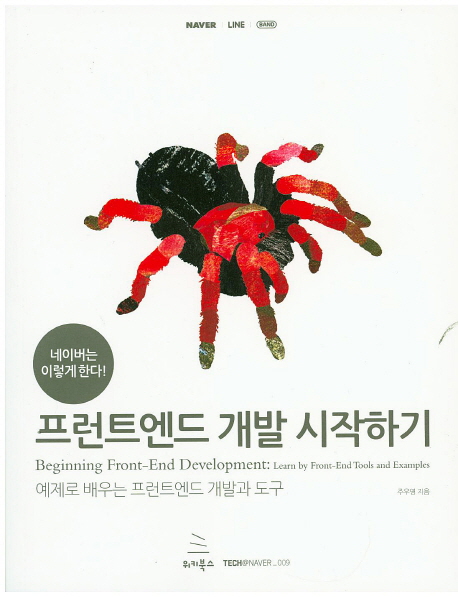 NAVER LINE BAND
네이버는
이렇게 한다!
프런트엔드 개발 시작하기
Beginning Front-End Development: Learn by Front-End Tools and Examples
예제로 배우는 프런트엔드 개발과 도구
주우영 지음
위키북스 TECH@NAVER_009